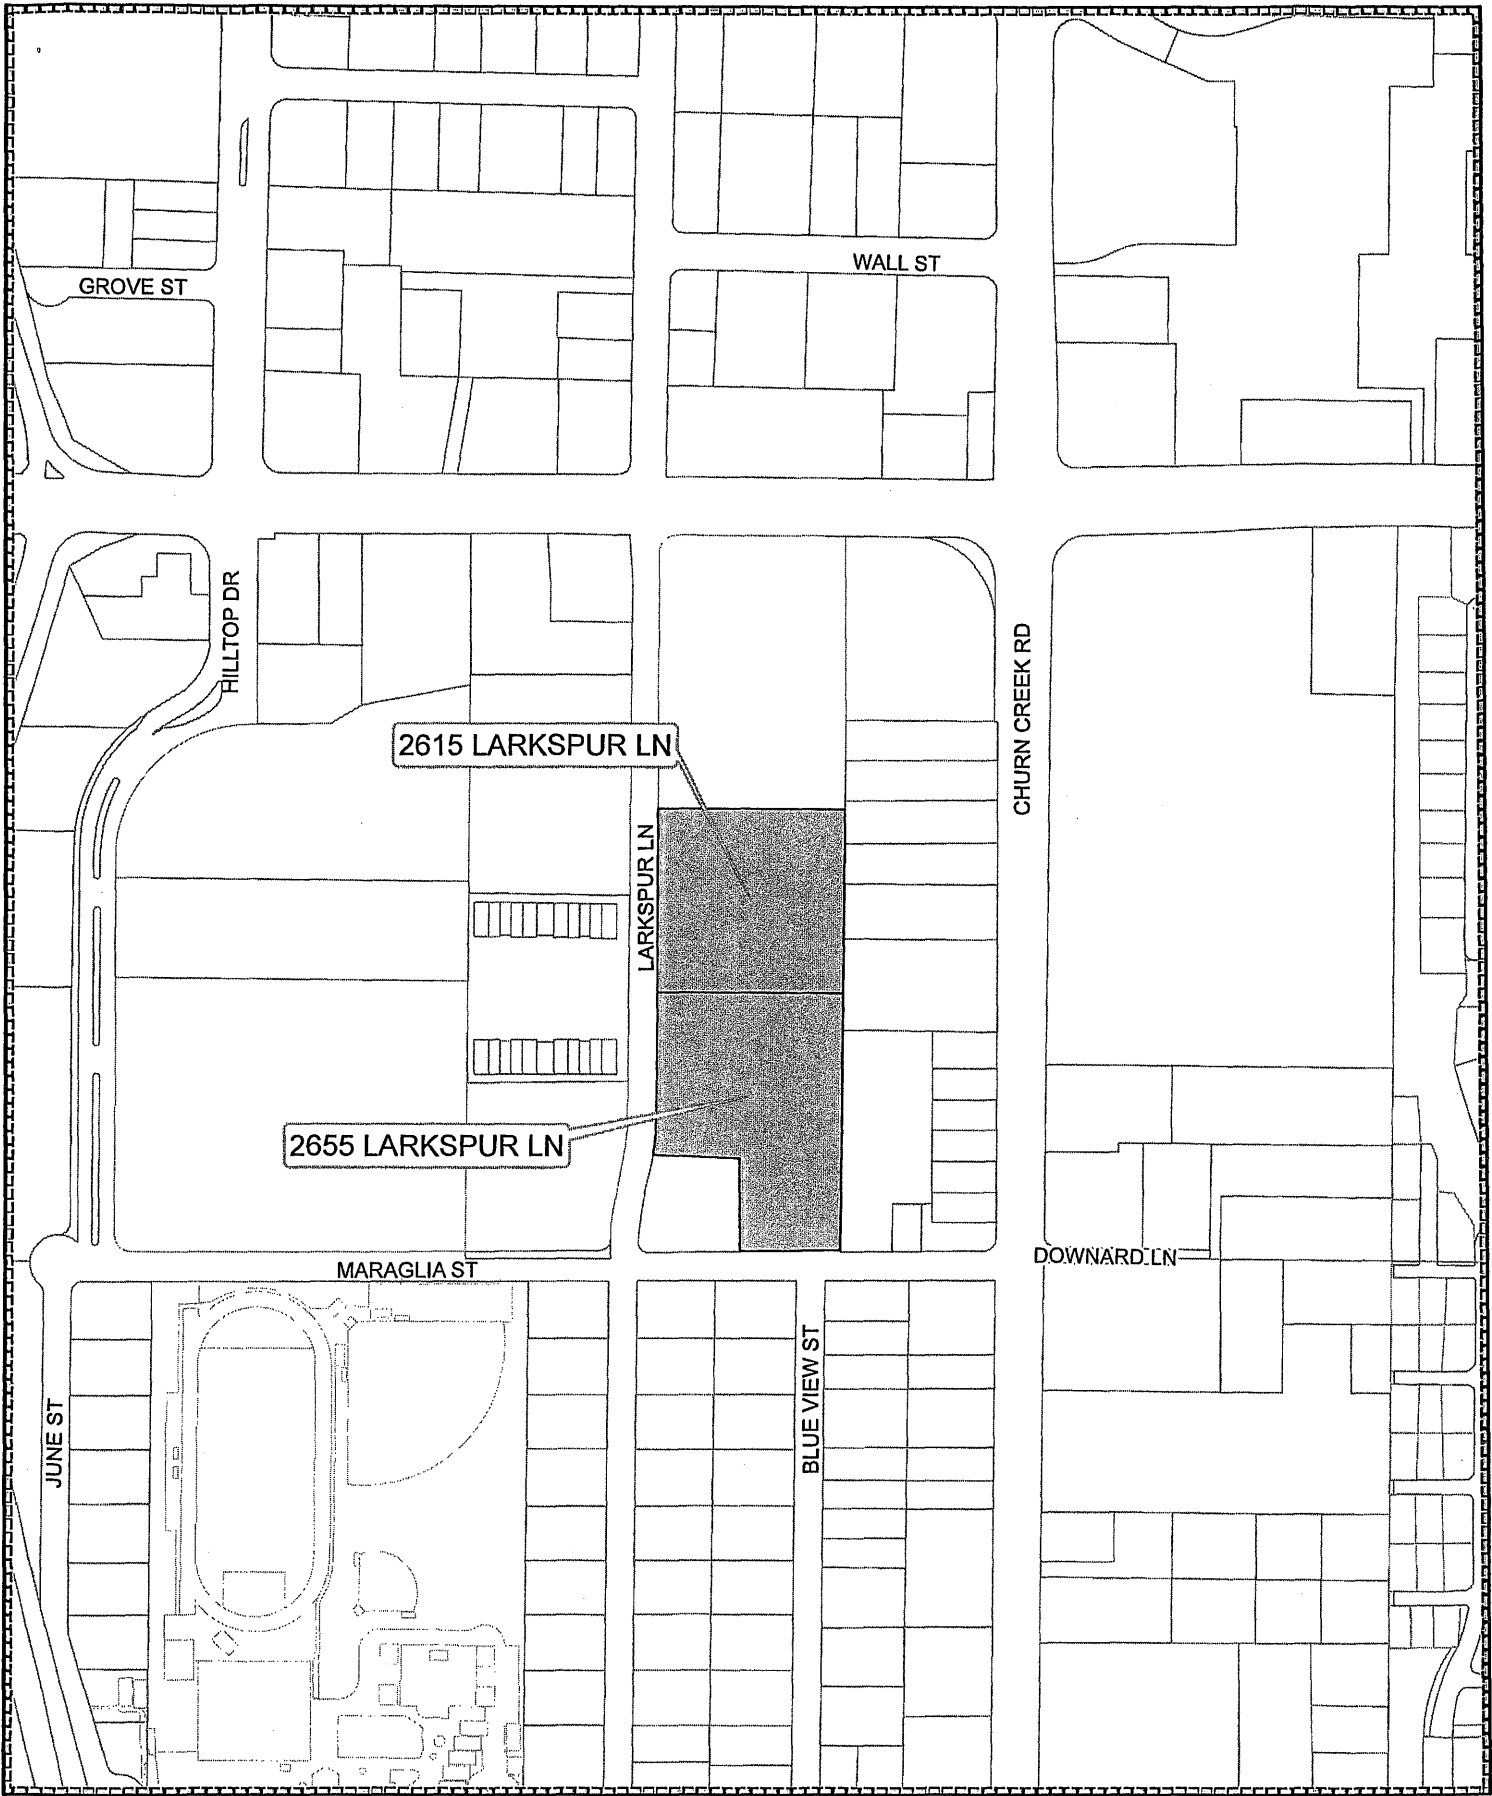 WALL ST
GROVE ST
HILLTOP DR
CHURN CREEK RD
2615 LARKSPUR LN
LARKSPUR LN
2655 LARKSPUR LN
DOWNARD LN
MARAGLIA ST
BLUE VIEW ST
JUNE ST